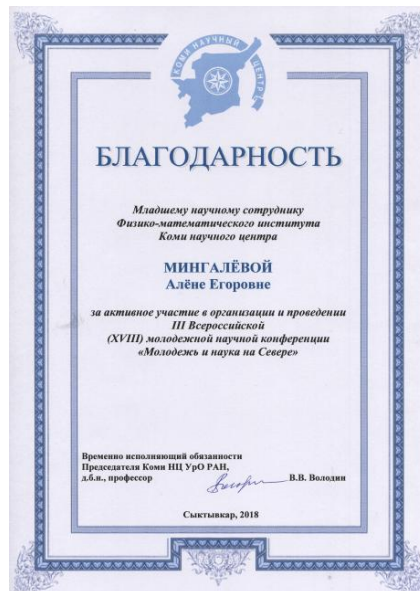 КОМИ НАУЧНЫЙ ЦЕНТР
БЛАГОДАРНОСТЬ
Младшему научному сотруднику
Физико-математического института
Коми научного центра
МИНГАЛЁВОЙ
Алёне Егоровне
за активное участие в организации и проведении
III Всероссийской
(XVIII) молодежной научной конференции
«Молодежь и наука на Севере»
Временно исполняющий обязанности
Председателя Коми НЦ УрО РАН,
д.б.н., профессор В.В. Володин
Сыктывкар, 2018